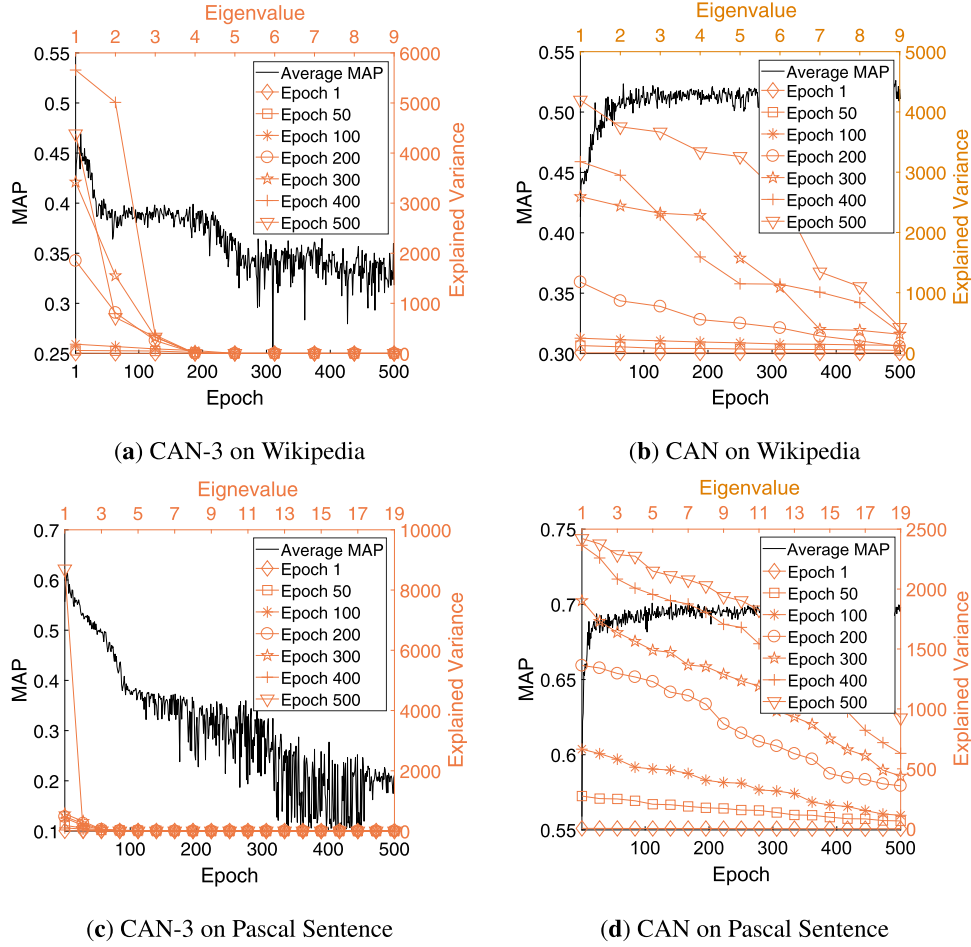 Eigenvalue
1 2 3 4 5 6 7 8 9
0.55 6000
0.5 5000
0.45 4000
0.4 3000
0.35 2000
0.3 1000
0.25 0
MAP
Explained Variance
Average MAP
Epoch 1
Epoch 50
Epoch 100
Epoch 200
Epoch 300
Epoch 400
Epoch 500
1 100 200 300 400 500
Epoch
(a) CAN-3 on Wikipedia
Eigenvalue
1 2 3 4 5 6 7 8 9
0.55 5000
0.50 4000
0.45 3000
0.40 2000
0.35 1000
0.30 0
MAP
Explained Variance
Average MAP
Epoch 1
Epoch 50
Epoch 100
Epoch 200
Epoch 300
Epoch 400
Epoch 500
100 200 300 400 500
Epoch
(b) CAN on Wikipedia
Eignevalue
1 3 5 7 9 11 13 15 17 19
0.7 10000
0.6 8000
0.5 6000
0.4 4000
0.3 2000
0.2 0
0.1
MAP
Explained Variance
Average MAP
Epoch 1
Epoch 50
Epoch 100
Epoch 200
Epoch 300
Epoch 400
Epoch 500
100 200 300 400 500
Epoch
(c) CAN-3 on Pascal Sentence
Eigenvalue
1 3 5 7 9 11 13 15 17 19
0.75 2500
0.7 2000
0.65 1500
0.6 1000
0.55 500
0
MAP
Explained Variance
Average MAP
Epoch 1
Epoch 50
Epoch 100
Epoch 200
Epoch 300
Epoch 400
Epoch 500
100 200 300 400 500
Epoch
(d) CAN on Pascal Sentence